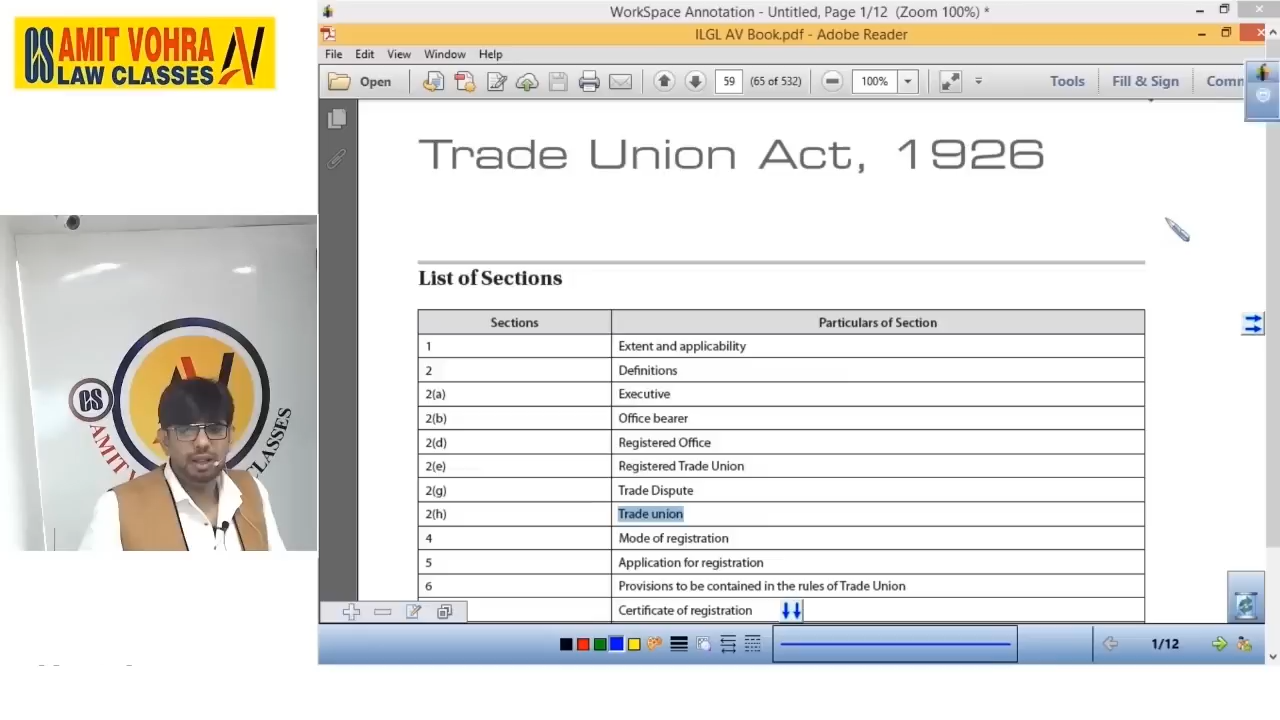 CS AMIT VOHRA
LAW CLASSES AV
WorkSpace Annotation - Untitled, Page 1/12 (Zoom 100%) *
ILGL AV Book.pdf - Adobe Reader
File Edit View Window Help
Open 59 (65 of 532) 100% Tools Fill & Sign Comm
Trade Union Act, 1926
List of Sections
Sections Particulars of Section
1 Extent and applicability
2 Definitions
2(a) Executive
2(b) Office bearer
2(d) Registered Office
2(e) Registered Trade Union
2(g) Trade Dispute
2(h) Trade union
4 Mode of registration
5 Application for registration
6 Provisions to be contained in the rules of Trade Union
Certificate of registration
1/12
CS
AMIT V
CLASSES